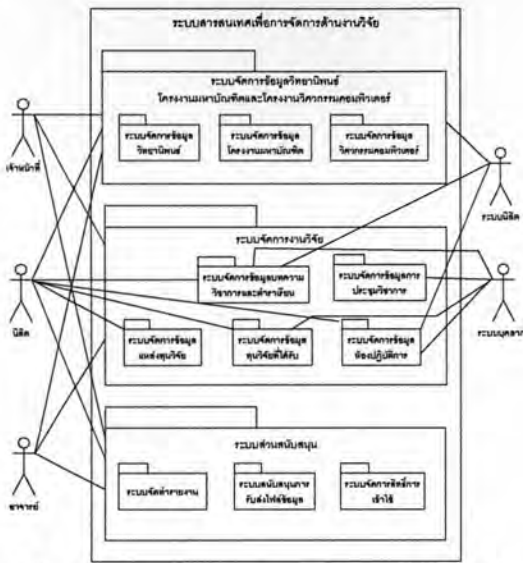 ระบบสารสนเทศเพื่อการจัดการด้านงานวิจัย
ระบบจัดการข้อมูลวิทยานิพนธ์
โครงงานมหาบัณฑิตและโครงงานวิศวกรรมคอมพิวเตอร์
ระบบจัดการข้อมูล
วิทยานิพนธ์
ระบบจัดการข้อมูล
โครงงานมหาบัณฑิต
ระบบจัดการข้อมูล
วิศวกรรมคอมพิวเตอร์
เจ้าหน้าที่
ระบบนิสิต
ระบบจัดการงานวิจัย
ระบบจัดการข้อมูลบทความ
วิชาการและตำราเรียน
ระบบจัดการข้อมูลการ
ประชุมวิชาการ
นิสิต
ระบบบุคลากร
ระบบจัดการข้อมูล
แหล่งทุนวิจัย
ระบบจัดการข้อมูล
ทุนวิจัยที่ได้รับ
ระบบจัดการข้อมูล
ห้องปฏิบัติการ
ระบบส่วนสนับสนุน
ระบบจัดทำรายงาน
ระบบสนับสนุนการ
รับส่งไฟล์ข้อมูล
ระบบจัดการสิทธิ์การ
เข้าใช้
อาจารย์